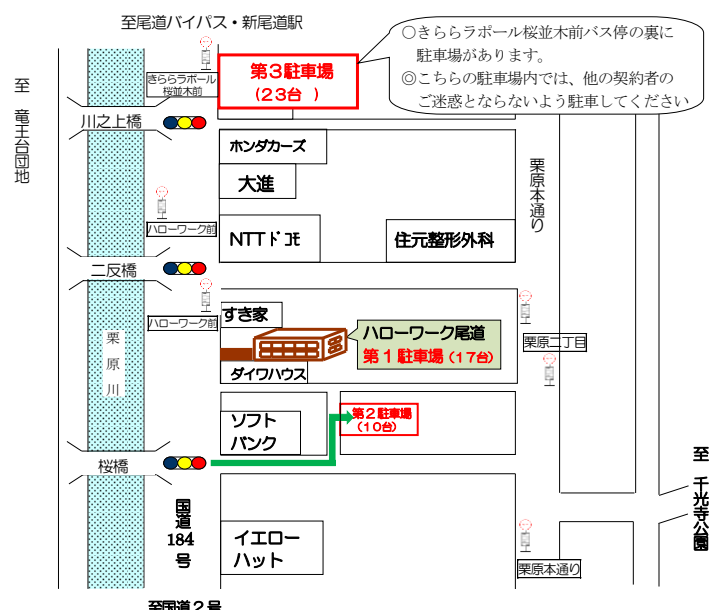 至尾道バイパス・新尾道駅
○きららラポール桜並木前バス停の裏に
駐車場があります。
◎こちらの駐車場内では、他の契約者の
ご迷惑とならないよう駐車してください
第3駐車場
(23台 )
きららラポール
桜並木前
至 竜王台団地
川之上橋
ホンダカーズ
大進
栗原本通り
ハローワーク前
NTTドコモ
住元整形外科
二反橋
ハローワーク前
すき家
ハローワーク尾道
第1駐車場(17台)
栗原二丁目
栗原川
ダイワハウス
第2駐車場
(10台)
ソフト
バンク
桜橋
至 千光寺公園
国道
184
号
イエロー
ハット
栗原本通り
至国道2号